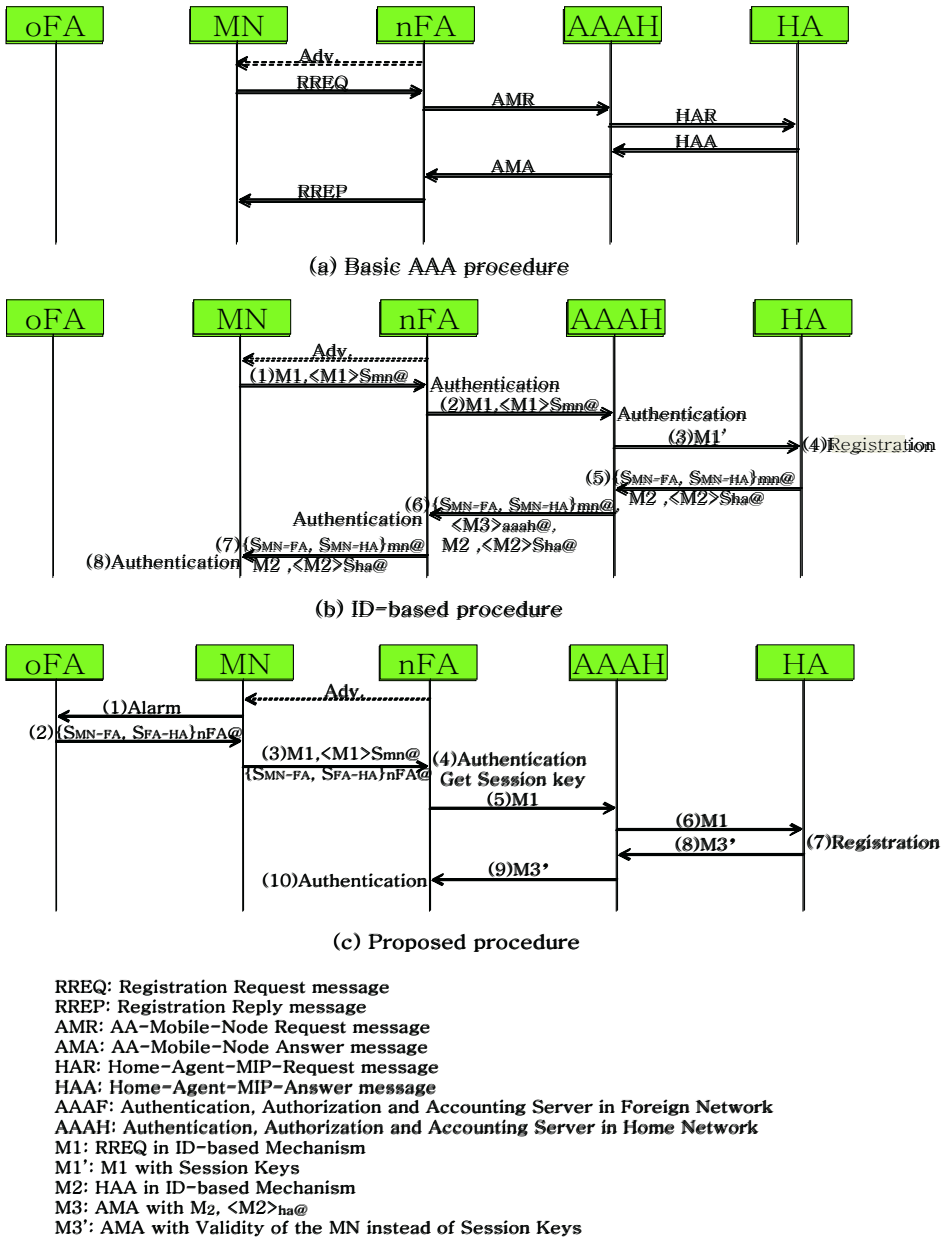 oFA MN nFA AAAH HA
Adv.
RREQ
AMR
HAR
HAA
AMA
RREP
(a) Basic AAA procedure
oFA MN nFA AAAH HA
Adv.
(1)M1,<M1>Smn@
Authentication
(2)M1,<M1>Smn@
Authentication
(3)M1'
(4)Registration
(5){SMN-FA, SMN-HA}mn@
M2 ,<M2>Sha@
(6){SMN-FA, SMN-HA}mn@,
<M3>aaah@,
M2 ,<M2>Sha@
Authentication
(7){SMN-FA, SMN-HA}mn@
M2 ,<M2>Sha@
(8)Authentication
(b) ID-based procedure
oFA MN nFA AAAH HA
Adv.
(1)Alarm
(2){SMN-FA, SFA-HA}nFA@
(3)M1,<M1>Smn@
{SMN-FA, SFA-HA}nFA@
(4)Authentication
Get Session key
(5)M1
(6)M1
(7)Registration
(8)M3'
(9)M3'
(10)Authentication
(c) Proposed procedure
RREQ: Registration Request message
RREP: Registration Reply message
AMR: AA-Mobile-Node Request message
AMA: AA-Mobile-Node Answer message
HAR: Home-Agent-MIP-Request message
HAA: Home-Agent-MIP-Answer message
AAAF: Authentication, Authorization and Accounting Server in Foreign Network
AAAH: Authentication, Authorization and Accounting Server in Home Network
M1: RREQ in ID-based Mechanism
M1': M1 with Session Keys
M2: HAA in ID-based Mechanism
M3: AMA with M2, <M2>ha@
M3': AMA with Validity of the MN instead of Session Keys